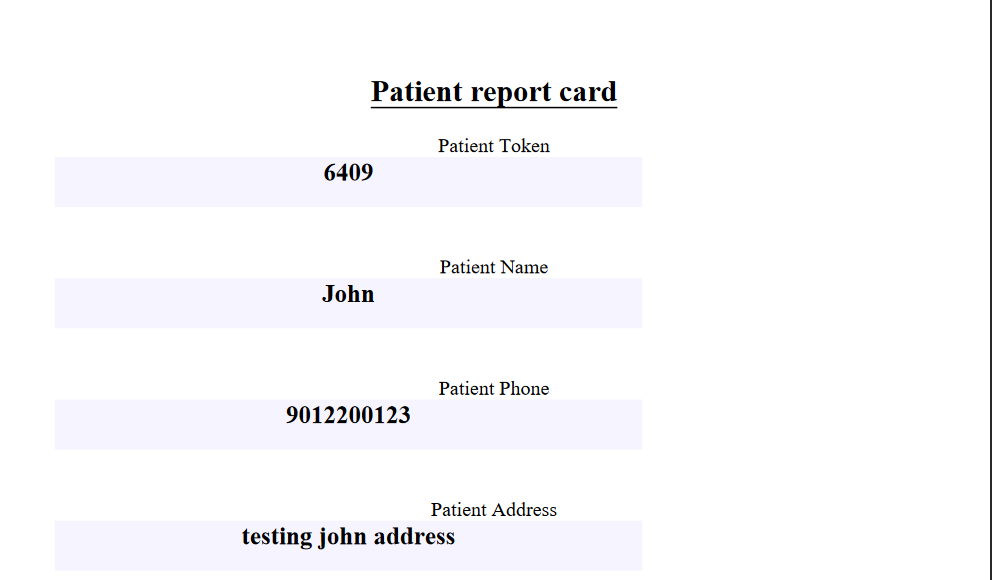 Patient report card
Patient Token
6409
Patient Name
John
Patient Phone
9012200123
Patient Address
testing john address